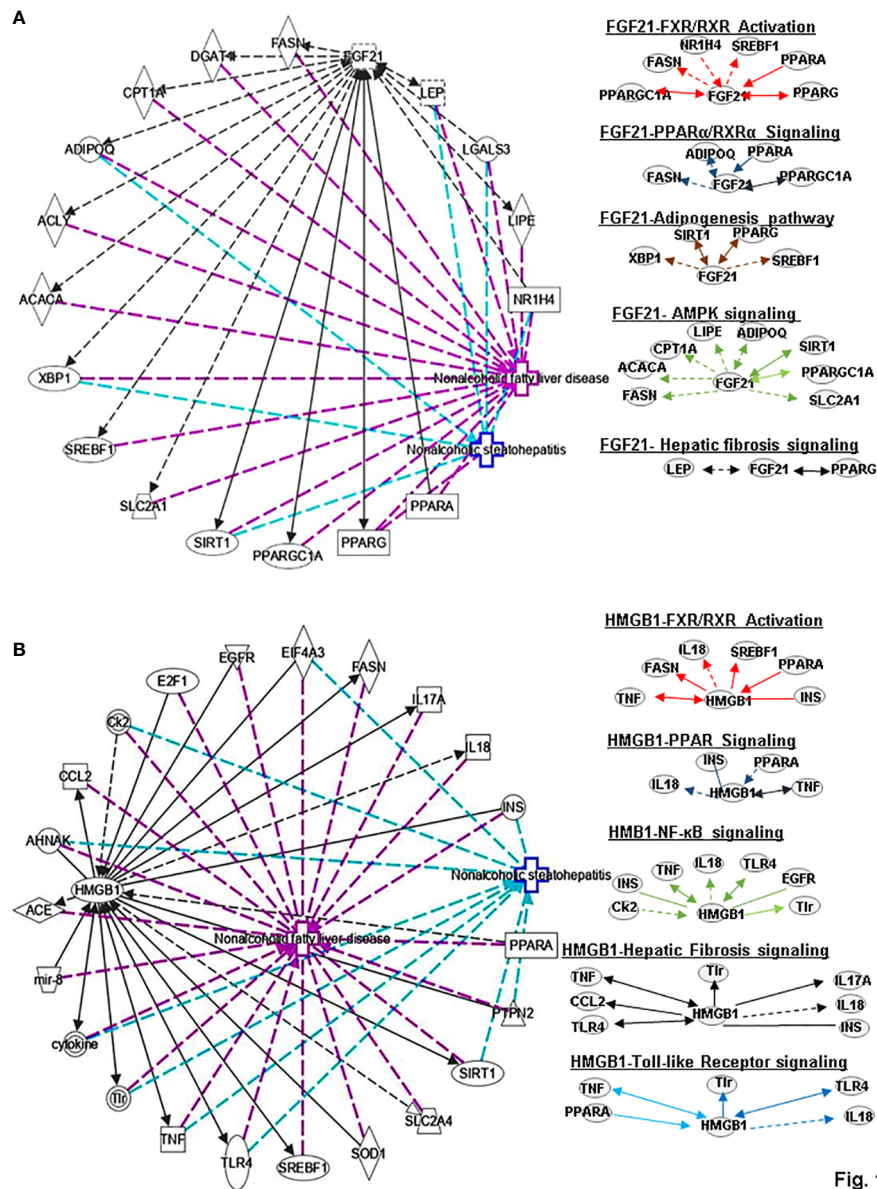 A
FASN
DGAT1
FGF21
CPT1A
LEP
ADIPOQ
LGALS3
ACLY
LIPE
ACACA
NR1H4
XBP1
Nonalcoholic fatty liver disease
SREBF1
Nonalcoholic steatohepatitis
SLC2A1
PPARA
SIRT1
PPARG
PPARGC1A
FGF21-FXR/RXR Activation
NR1H4
SREBF1
FASN
PPARA
PPARGC1A
FGF21
PPARG
FGF21-PPARα/RXRα Signaling
ADIPOQ
PPARA
FASN
FGF21
PPARGC1A
FGF21-Adipogenesis pathway
SIRT1
PPARG
XBP1
FGF21
SREBF1
FGF21- AMPK signaling
LIPE
ADIPOQ
CPT1A
SIRT1
ACACA
FGF21
PPARGC1A
FASN
SLC2A1
FGF21- Hepatic fibrosis signaling
LEP
FGF21
PPARG
B
EGFR
EIF4A3
FASN
E2F1
IL17A
Ck2
IL18
CCL2
INS
AHNAK
Nonalcoholic steatohepatitis
HMGB1
ACE
Nonalcoholic fatty liver disease
PPARA
mir-8
PTPN2
cytokine
SIRT1
Tlr
SLC2A4
TNF
TLR4
SREBF1
SOD1
HMGB1-FXR/RXR Activation
IL18
SREBF1
FASN
PPARA
TNF
HMGB1
INS
HMGB1-PPAR Signaling
INS
PPARA
IL18
HMGB1
TNF
HMB1-NF-κB signaling
TNF
IL18
TLR4
INS
EGFR
Ck2
HMGB1
Tlr
HMGB1-Hepatic Fibrosis signaling
TNF
Tlr
IL17A
CCL2
HMGB1
IL18
TLR4
INS
HMGB1-Toll-like Receptor signaling
TNF
Tlr
TLR4
PPARA
HMGB1
IL18
Fig.